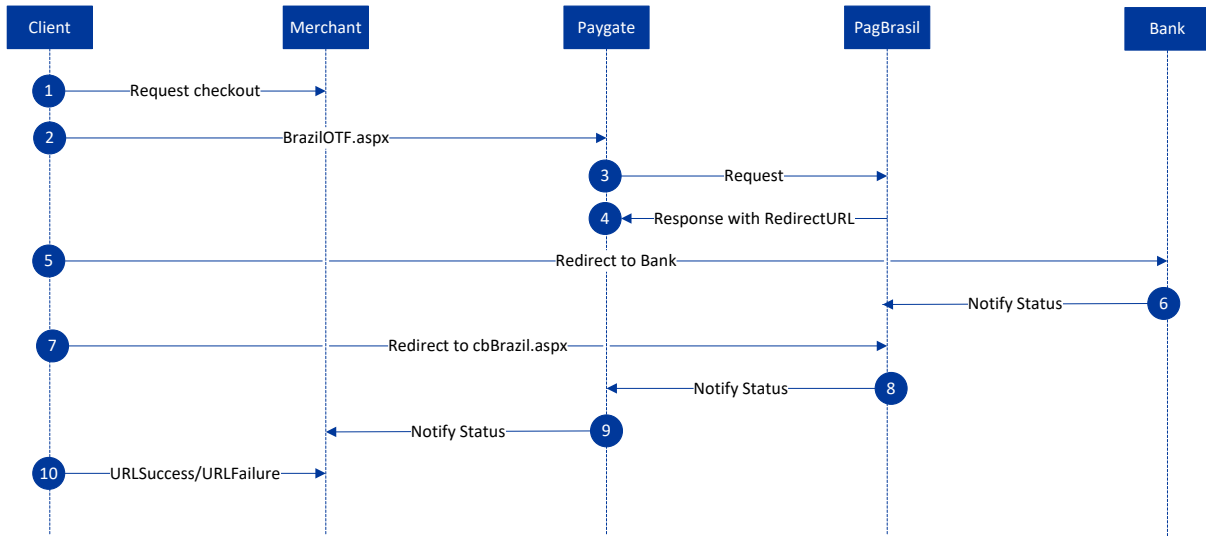 Client
Merchant
Paygate
PagBrasil
Bank
1
Request checkout
2
BrazilOTF.aspx
3
Request
4
Response with RedirectURL
5
Redirect to Bank
Notify Status
6
7
Redirect to cbBrazil.aspx
Notify Status
8
Notify Status
9
10
URLSuccess/URLFailure